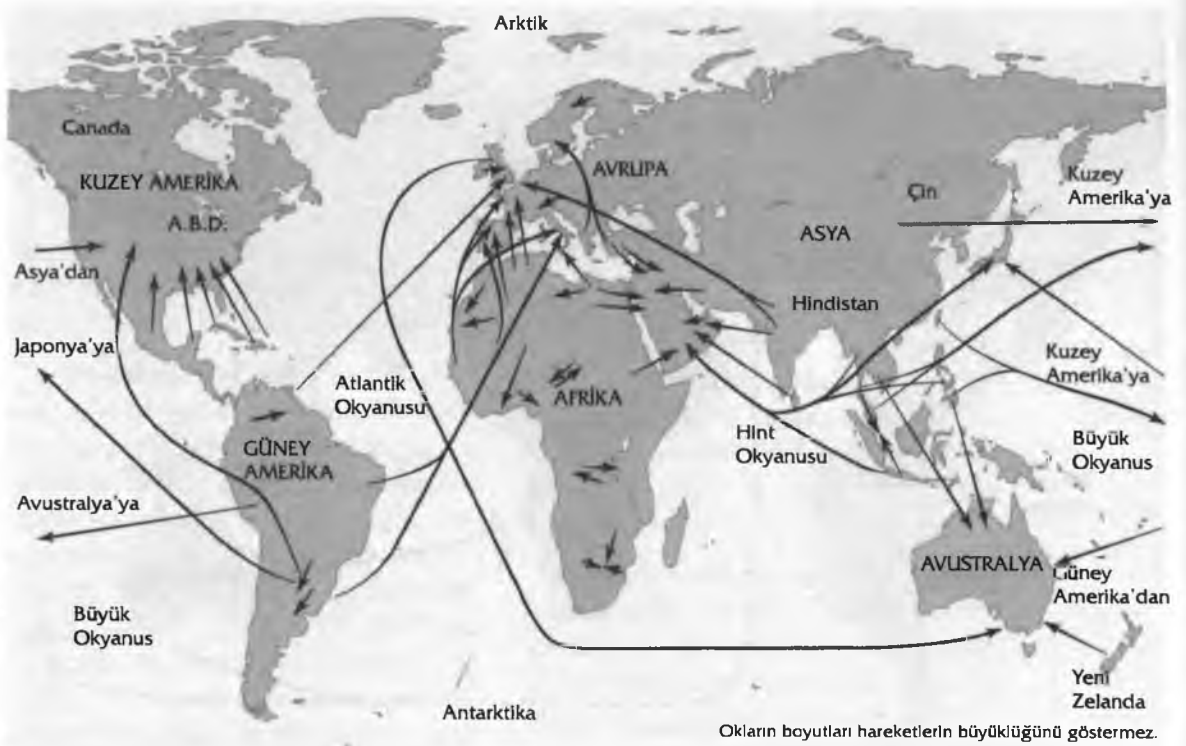 Arktik
Canada
KUZEY AMERİKA
A.B.D.
Asya'dan
Japonya'ya
Atlantik
Okyanusu
GÜNEY
AMERİKA
Avustralya'ya
Büyük
Okyanus
Antarktika
AVRUPA
AFRİKA
ASYA
Çin
Hindistan
Hint
Okyanusu
Kuzey
Amerika'ya
Kuzey
Amerika'ya
Büyük
Okyanus
AVUSTRALYA
Güney
Amerika'dan
Yeni
Zelanda
Okların boyutları hareketlerin büyüklüğünü göstermez.